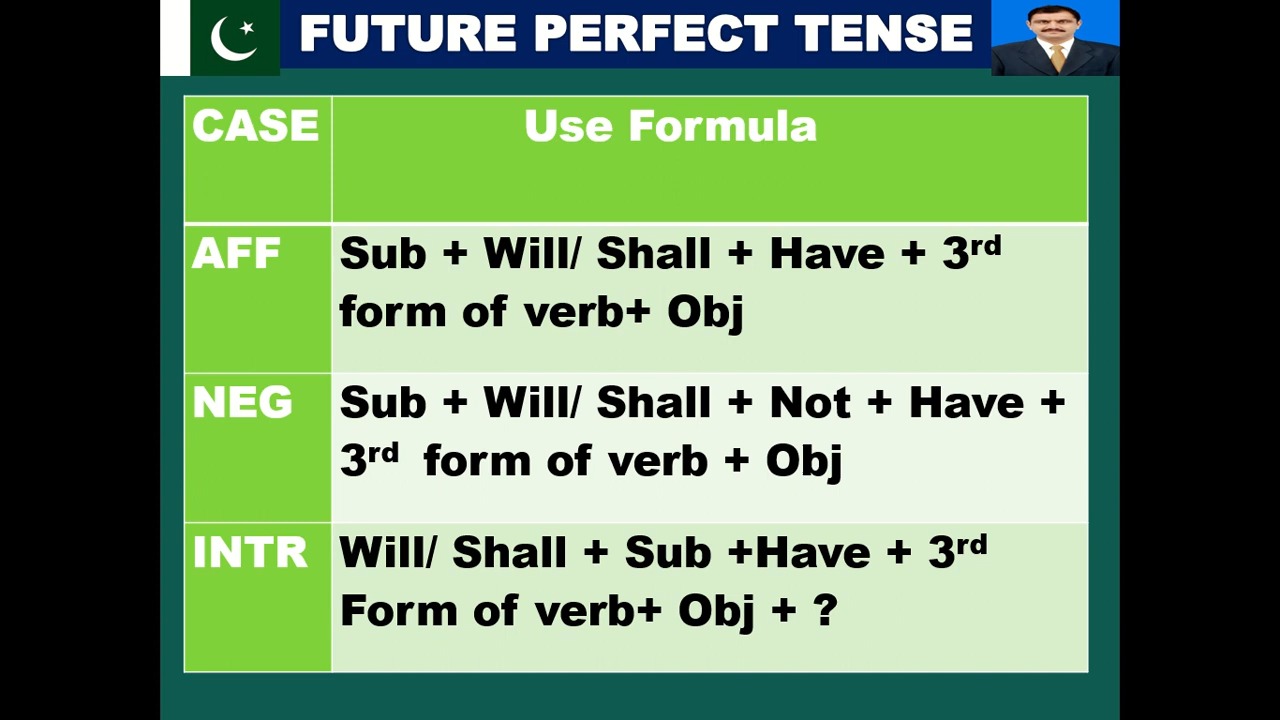 FUTURE PERFECT TENSE
CASE
Use Formula
AFF
Sub + Will/ Shall + Have + 3rd
form of verb+ Obj
NEG
Sub + Will/ Shall + Not + Have +
3rd form of verb + Obj
INTR
Will/ Shall + Sub +Have + 3rd
Form of verb+ Obj + ?